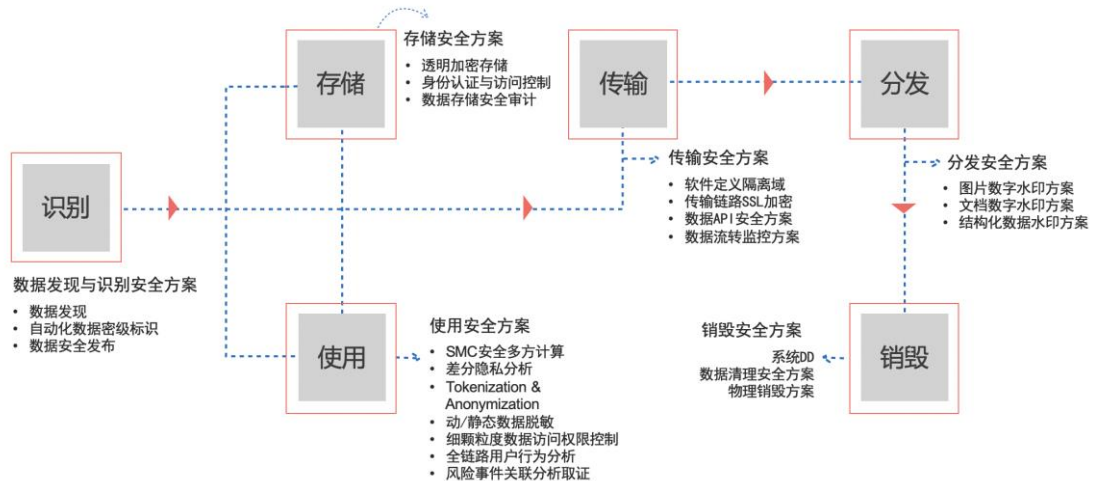 识别
数据发现与识别安全方案
• 数据发现
• 自动化数据密级标识
• 数据安全发布
存储
存储安全方案
• 透明加密存储
• 身份认证与访问控制
• 数据存储安全审计
使用
使用安全方案
• SMC安全多方计算
• 差分隐私分析
• Tokenization &
Anonymization
• 动/静态数据脱敏
• 细颗粒度数据访问权限控制
• 全链路用户行为分析
• 风险事件关联分析取证
传输
传输安全方案
• 软件定义隔离域
• 传输链路SSL加密
• 数据API安全方案
• 数据流转监控方案
分发
分发安全方案
• 图片数字水印方案
• 文档数字水印方案
• 结构化数据水印方案
销毁
销毁安全方案
系统DD
数据清理安全方案
物理销毁方案